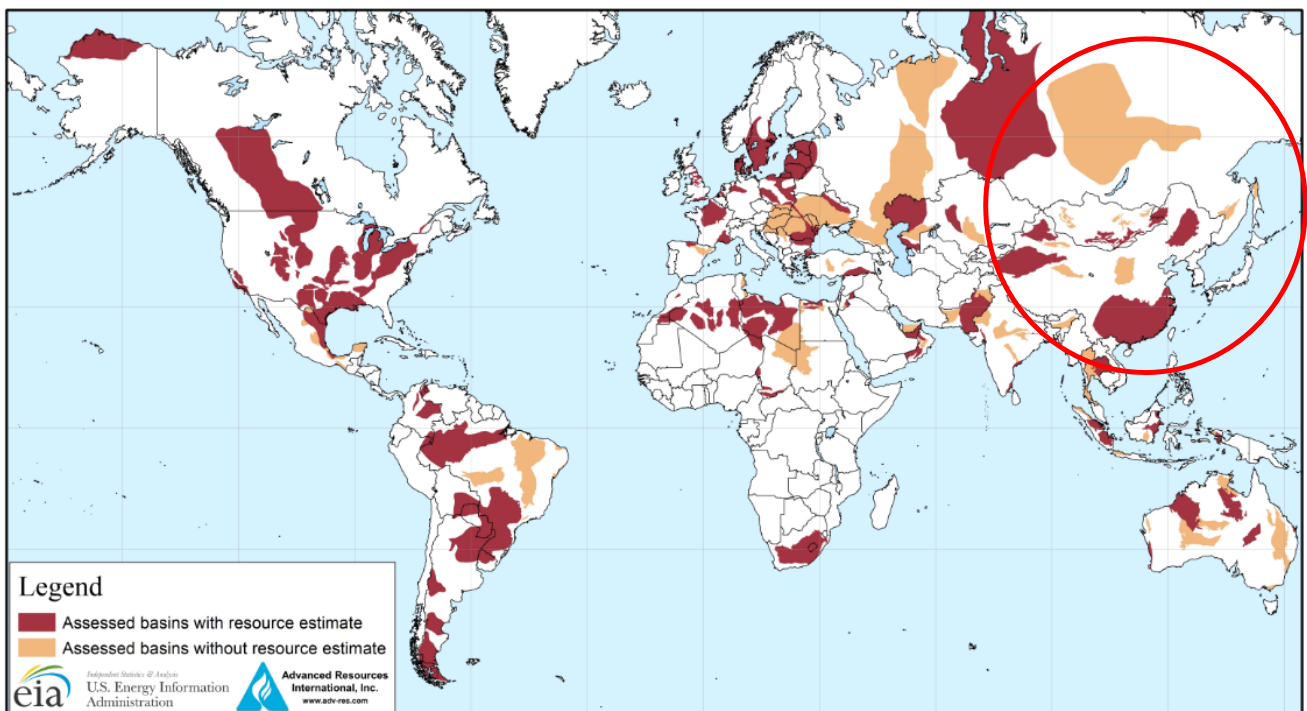 Legend
Assessed basins with resource estimate
Assessed basins without resource estimate
eia
Independent Statistics & Analysis
U.S. Energy Information
Administration
Advanced Resources
International, Inc.
www.adv-res.com